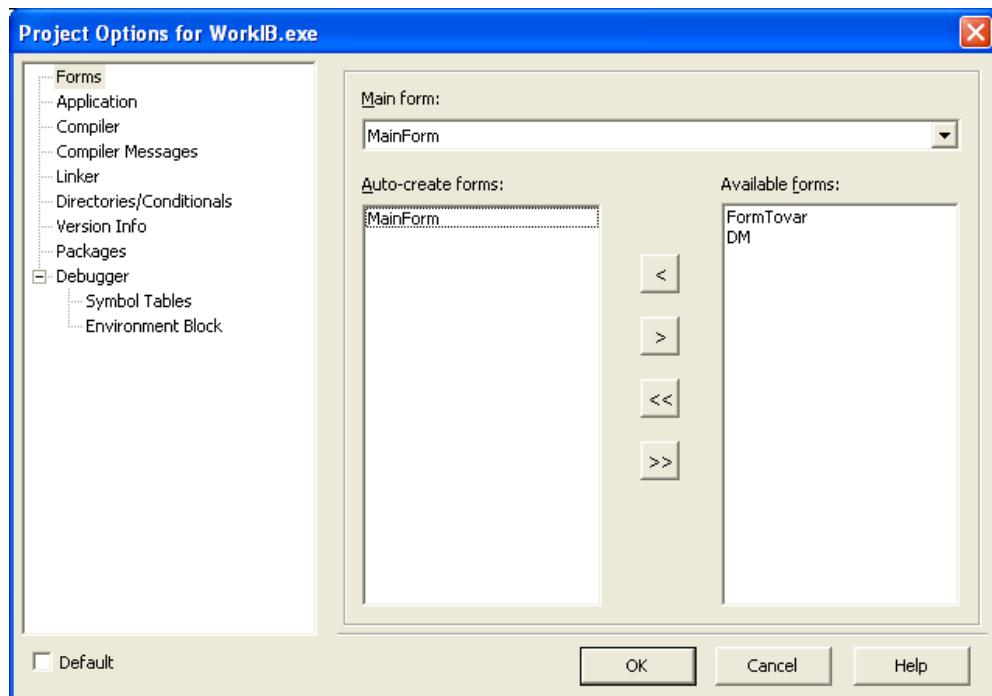 Project Options for WorkIB.exe
Forms
Application
Compiler
Compiler Messages
Linker
Directories/Conditionals
Version Info
Packages
Debugger
Symbol Tables
Environment Block
Main form:
MainForm
Auto-create forms:
MainForm
Available forms:
FormTovar
DM
<
>
<<
>>
Default
OK
Cancel
Help